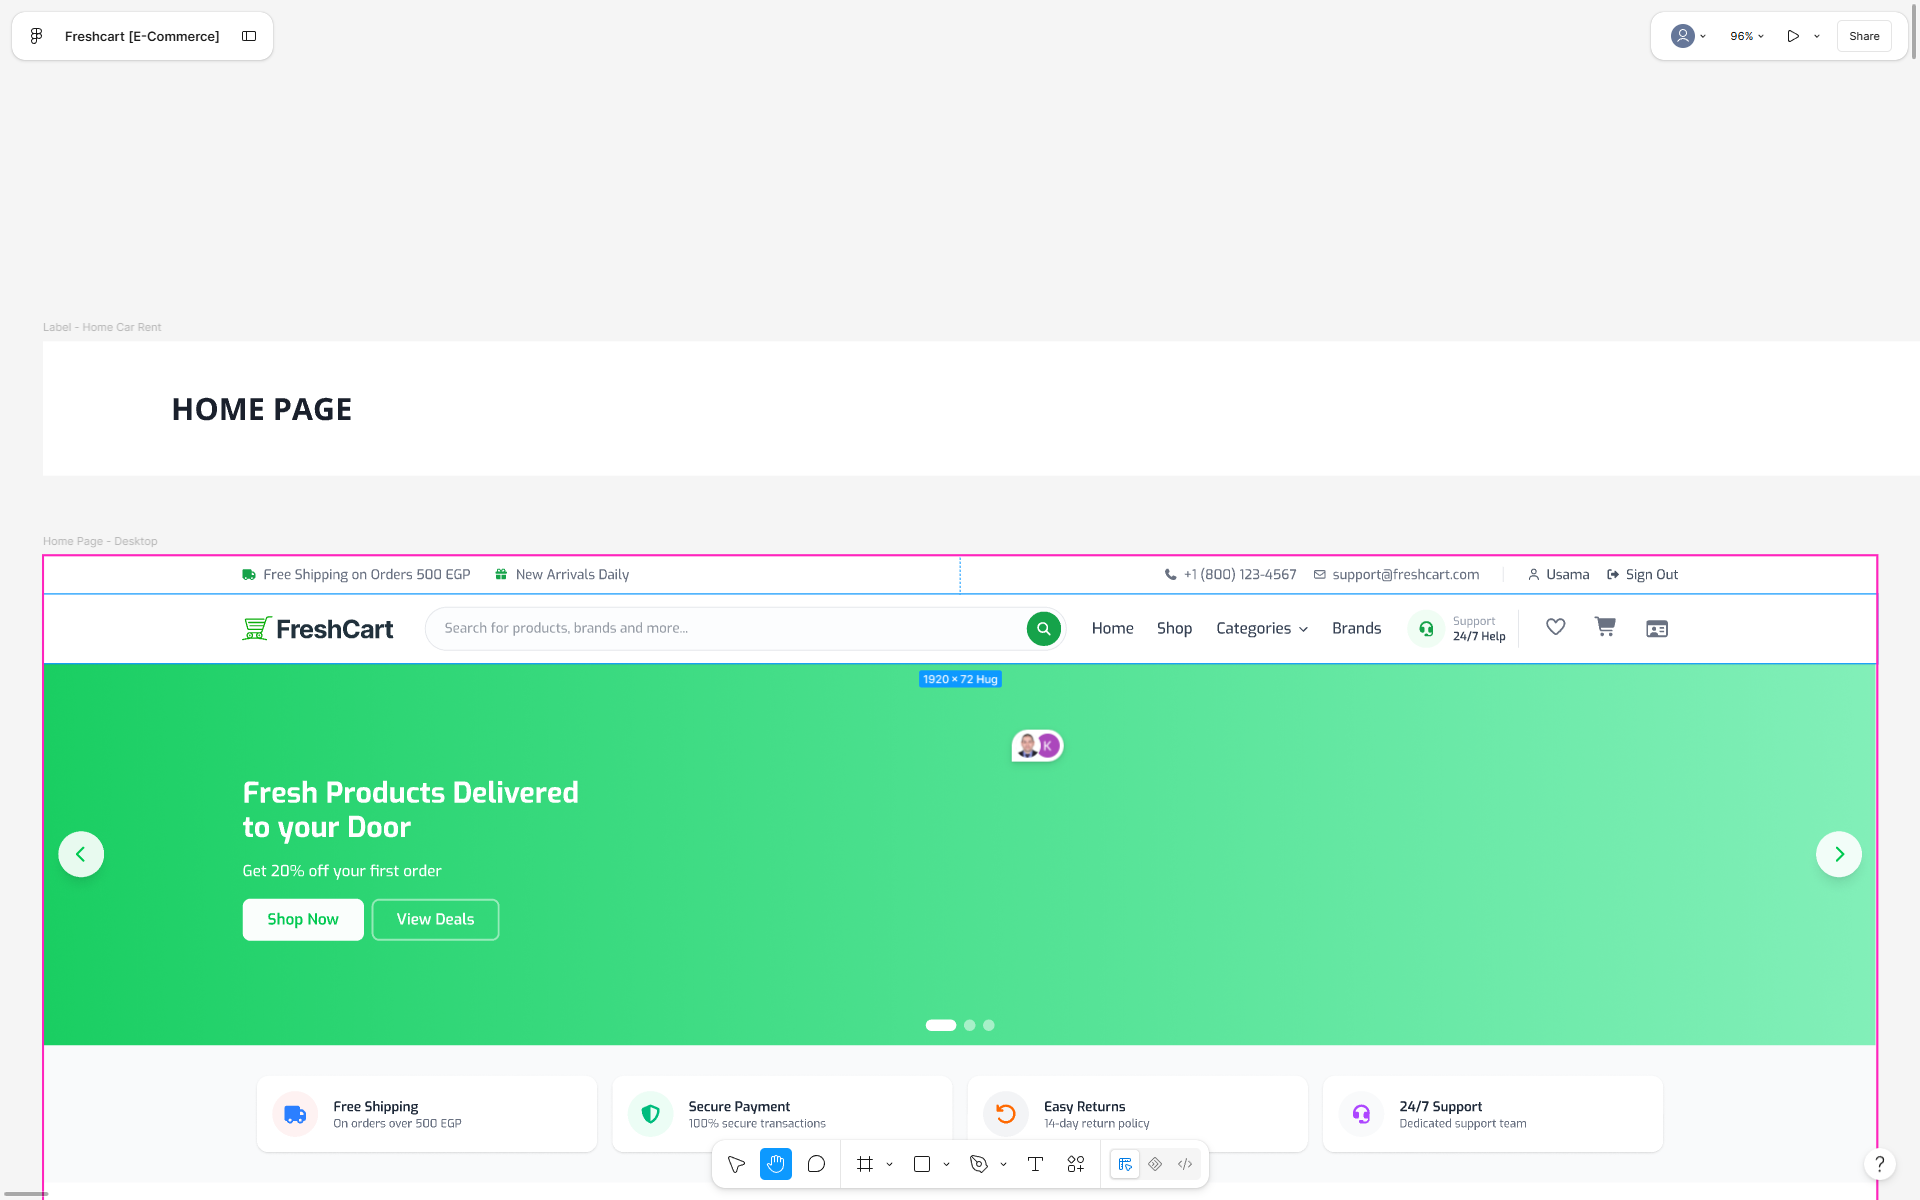 Freshcart [E-Commerce]
96%
Share
Label - Home Car Rent
HOME PAGE
Home Page - Desktop
Free Shipping on Orders 500 EGP
New Arrivals Daily
+1 (800) 123-4567
support@freshcart.com
Usama
Sign Out
FreshCart
Search for products, brands and more...
Home
Shop
Categories
Brands
Support
24/7 Help
1920 × 72 Hug
K
Fresh Products Delivered
to your Door
Get 20% off your first order
Shop Now
View Deals
Free Shipping
On orders over 500 EGP
Secure Payment
100% secure transactions
Easy Returns
14-day return policy
24/7 Support
Dedicated support team
?